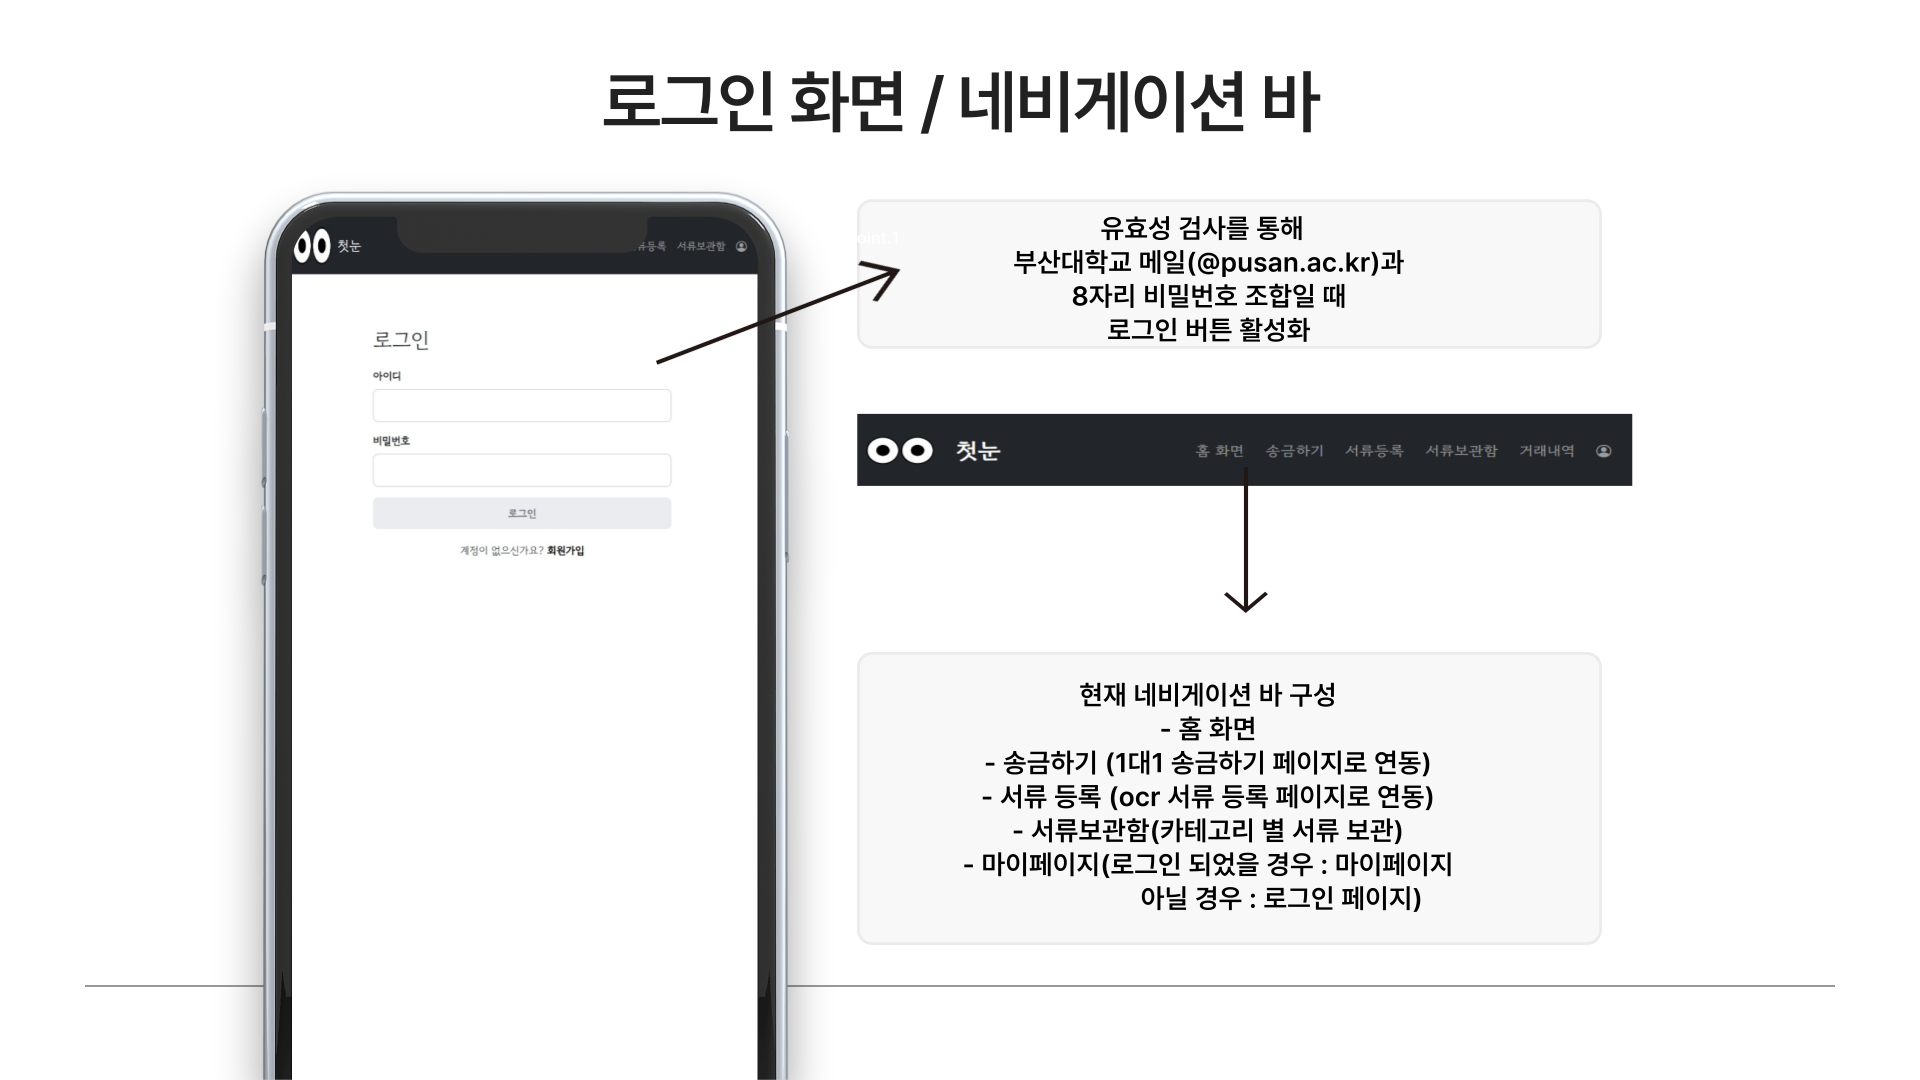 로그인 화면 / 네비게이션 바
첫눈
서류보관함
로그인
아이디
비밀번호
로그인
계정이 없으신가요? 회원가입
유효성 검사를 통해
부산대학교 메일(@pusan.ac.kr)과
8자리 비밀번호 조합일 때
로그인 버튼 활성화
첫눈 홈 화면 송금하기 서류등록 서류보관함 거래내역
현재 네비게이션 바 구성
- 홈 화면
- 송금하기 (1대1 송금하기 페이지로 연동)
- 서류 등록 (ocr 서류 등록 페이지로 연동)
- 서류보관함(카테고리 별 서류 보관)
- 마이페이지(로그인 되었을 경우 : 마이페이지
아닐 경우 : 로그인 페이지)